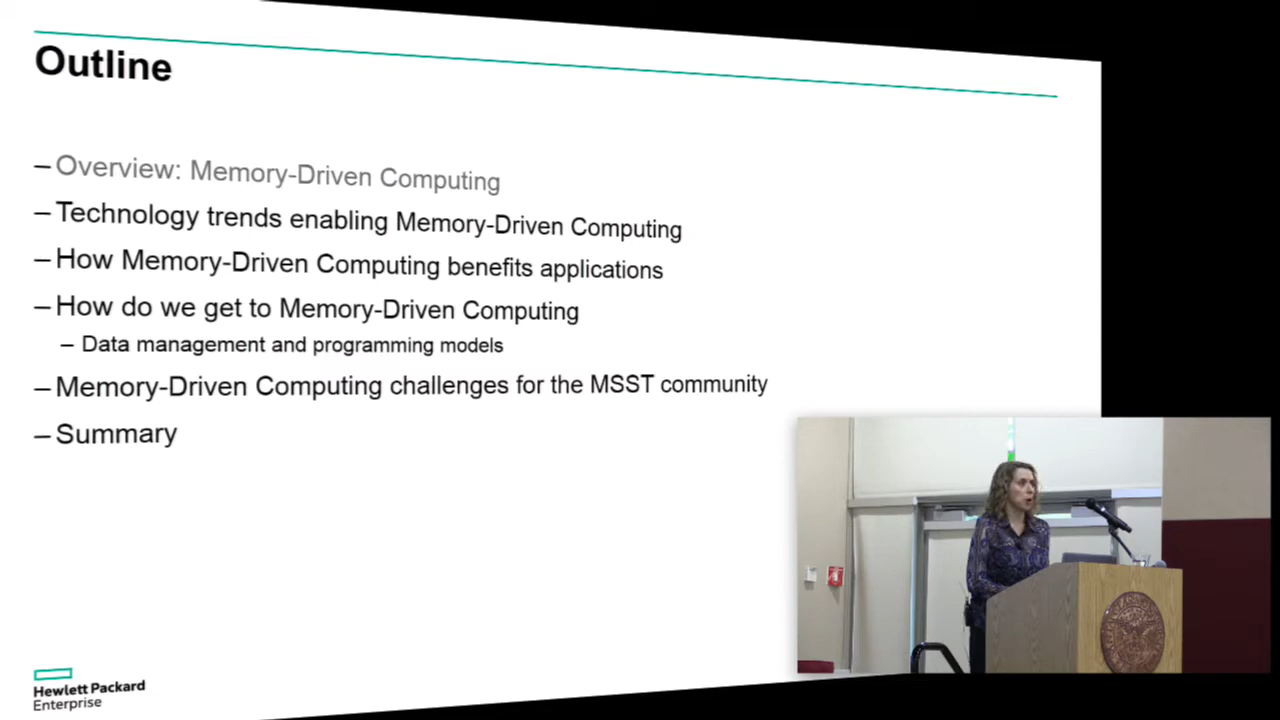 Outline
– Overview: Memory-Driven Computing
– Technology trends enabling Memory-Driven Computing
– How Memory-Driven Computing benefits applications
– How do we get to Memory-Driven Computing
– Data management and programming models
– Memory-Driven Computing challenges for the MSST community
– Summary
Hewlett Packard
Enterprise